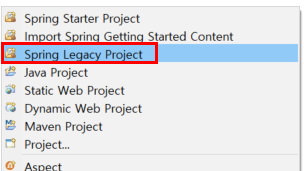 Spring Starter Project
Import Spring Getting Started Content
Spring Legacy Project
Java Project
Static Web Project
Dynamic Web Project
Maven Project
Project...
Aspect